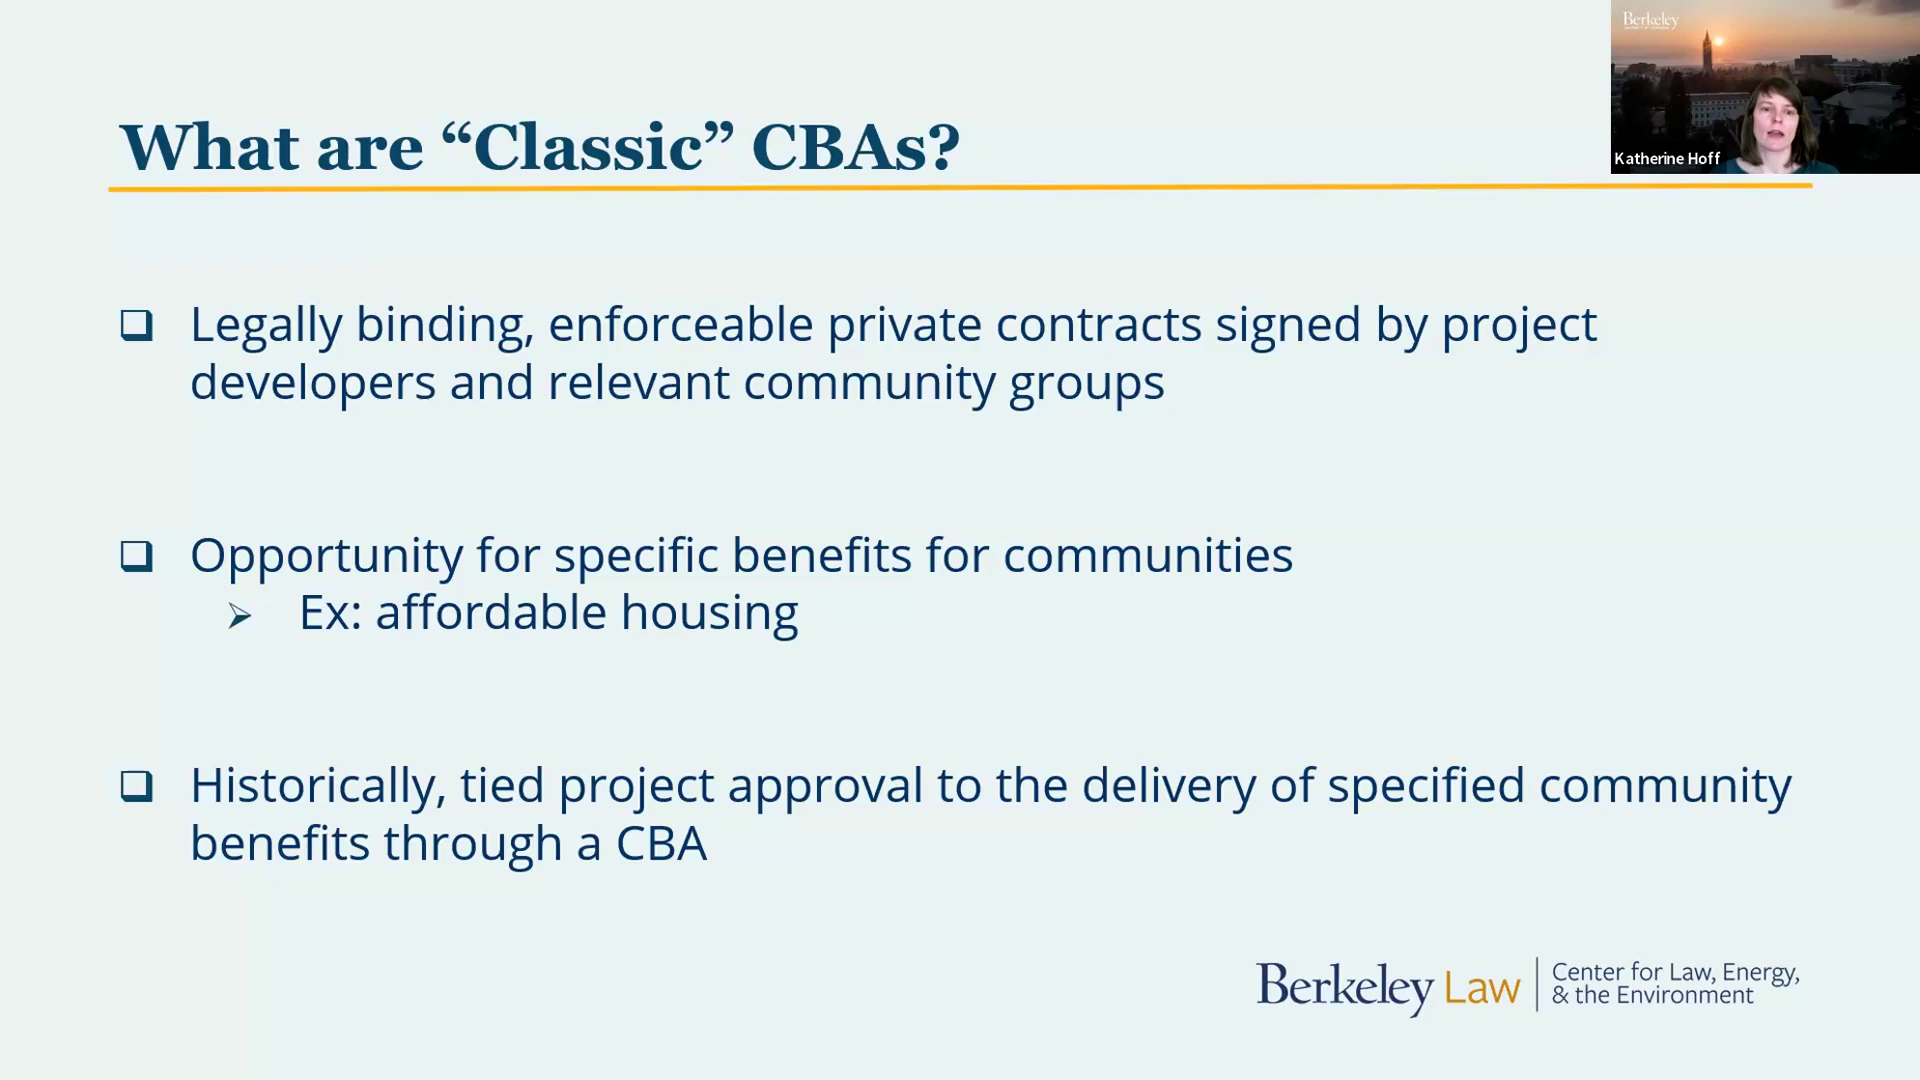 Berkeley
What are “Classic” CBAs?
Katherine Hoff
❑ Legally binding, enforceable private contracts signed by project
developers and relevant community groups
❑ Opportunity for specific benefits for communities
➢ Ex: affordable housing
❑ Historically, tied project approval to the delivery of specified community
benefits through a CBA
Berkeley Law
Center for Law, Energy,
& the Environment